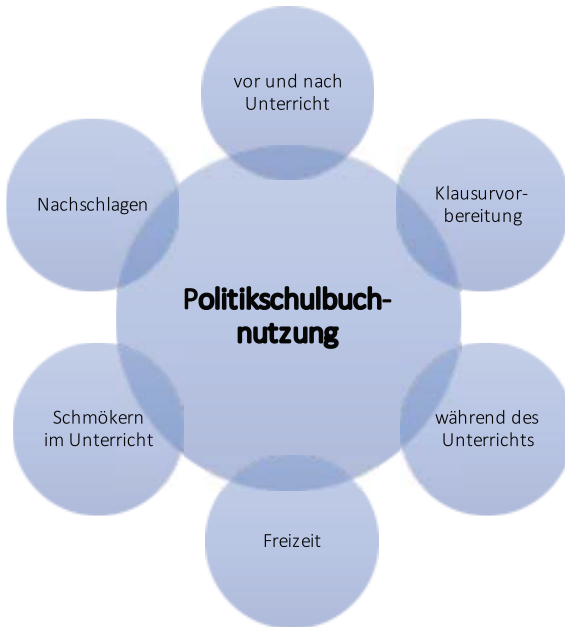 vor und nach
Unterricht
Klausurvor-
bereitung
während des
Unterrichts
Freizeit
Schmökern
im Unterricht
Nachschlagen
Politikschulbuch-
nutzung